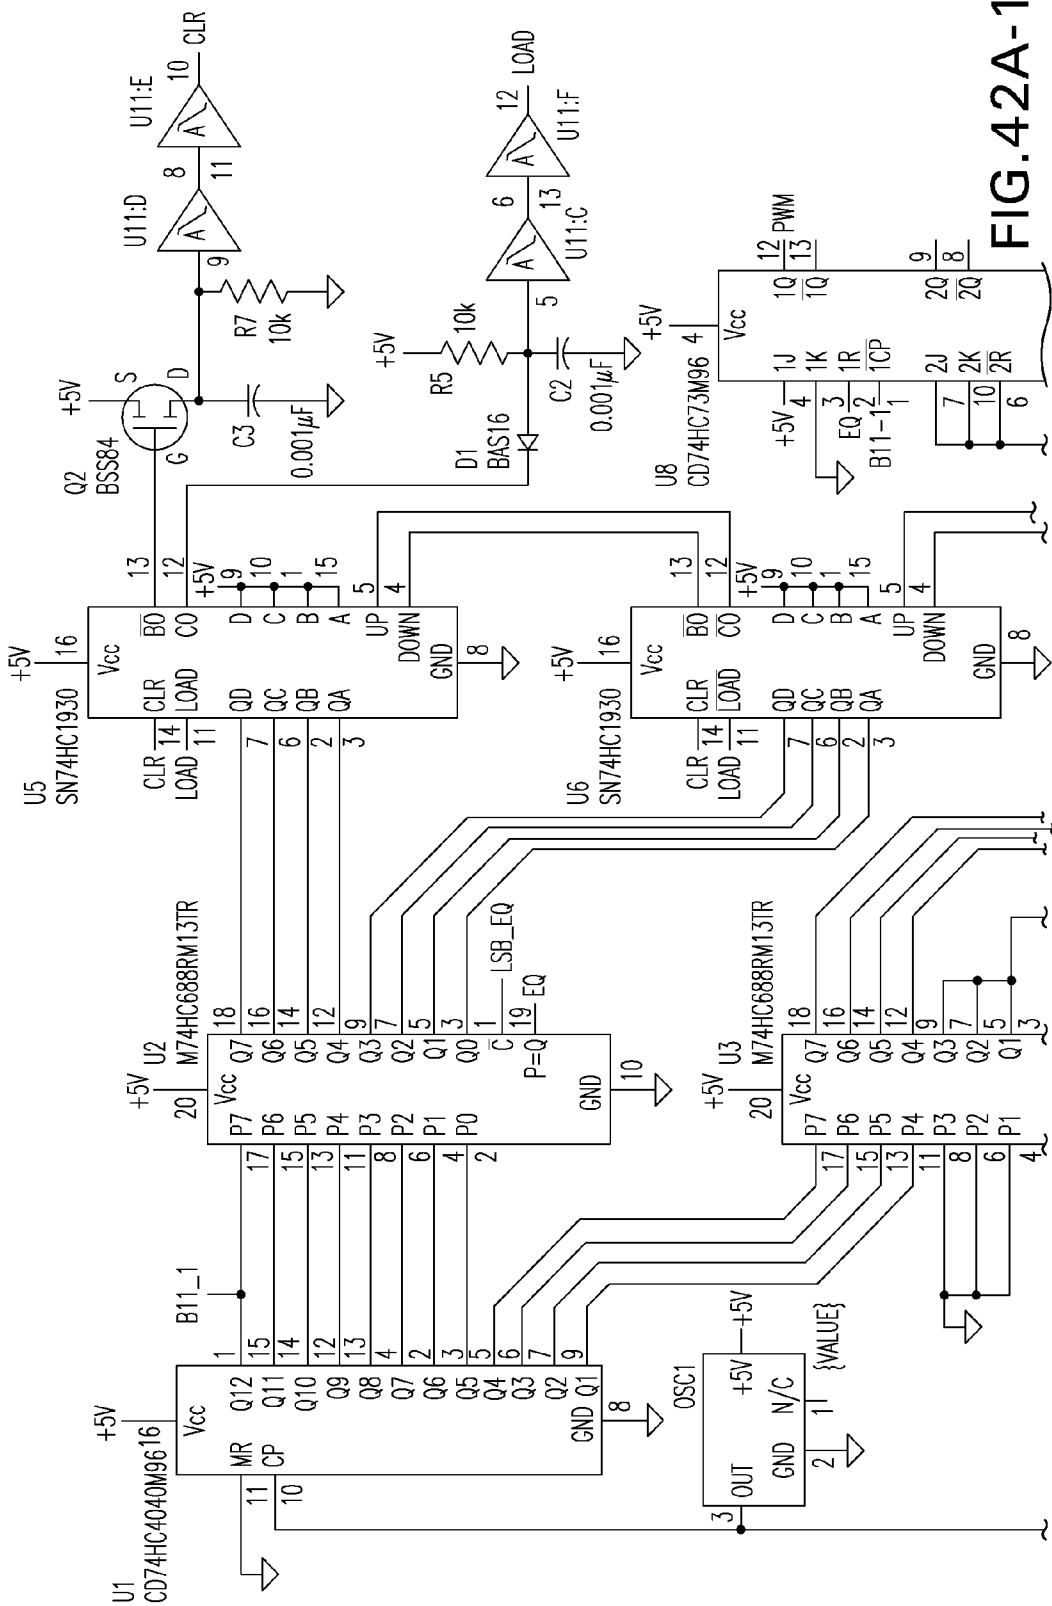 FIG.42A-1
U1
CD74HC4040M96
+5V
16
Vcc
MR
CP
11
10
Q12
Q11
Q10
Q9
Q8
Q7
Q6
Q5
Q4
Q3
Q2
Q1
GND
8
1
15
14
12
13
4
2
3
5
6
7
9
B11_1
OSC1
+5V
+5V
OUT
GND
N/C
3
2
1
{VALUE}
U2
M74HC688RM13TR
+5V
20
Vcc
P7
P6
P5
P4
P3
P2
P1
P0
17
15
13
11
8
6
4
2
Q7
Q6
Q5
Q4
Q3
Q2
Q1
Q0
C
P=Q
GND
10
18
16
14
12
9
7
5
3
1
19
LSB_EQ
EQ
U3
M74HC688RM13TR
+5V
20
Vcc
P7
P6
P5
P4
P3
P2
P1
17
15
13
11
8
6
4
Q7
Q6
Q5
Q4
Q3
Q2
Q1
18
16
14
12
9
7
5
3
U5
SN74HC1930
+5V
16
Vcc
CLR
LOAD
CLR
14
LOAD
11
QD
QC
QB
QA
7
6
2
3
BO
CO
D
C
B
A
UP
DOWN
GND
8
13
12
+5V
9
10
1
15
5
4
U6
SN74HC1930
+5V
16
Vcc
CLR
LOAD
CLR
14
LOAD
11
QD
QC
QB
QA
7
6
2
3
BO
CO
D
C
B
A
UP
DOWN
GND
8
13
12
+5V
9
10
1
15
5
4
Q2
BSS84
+5V
S
D
G
C3
0.001μF
R7
10k
U11:D
A
9
8
U11:E
A
11
10
CLR
D1
BAS16
+5V
R5
10k
C2
0.001μF
U11:C
A
5
6
U11:F
A
13
12
LOAD
U8
CD74HC73M96
+5V
4
Vcc
1J
1K
1R
1CP
2J
2K
2R
+5V
4
3
EQ
2
B11-1
1
7
10
6
1Q
1Q
2Q
2Q
12
PWM
13
9
8